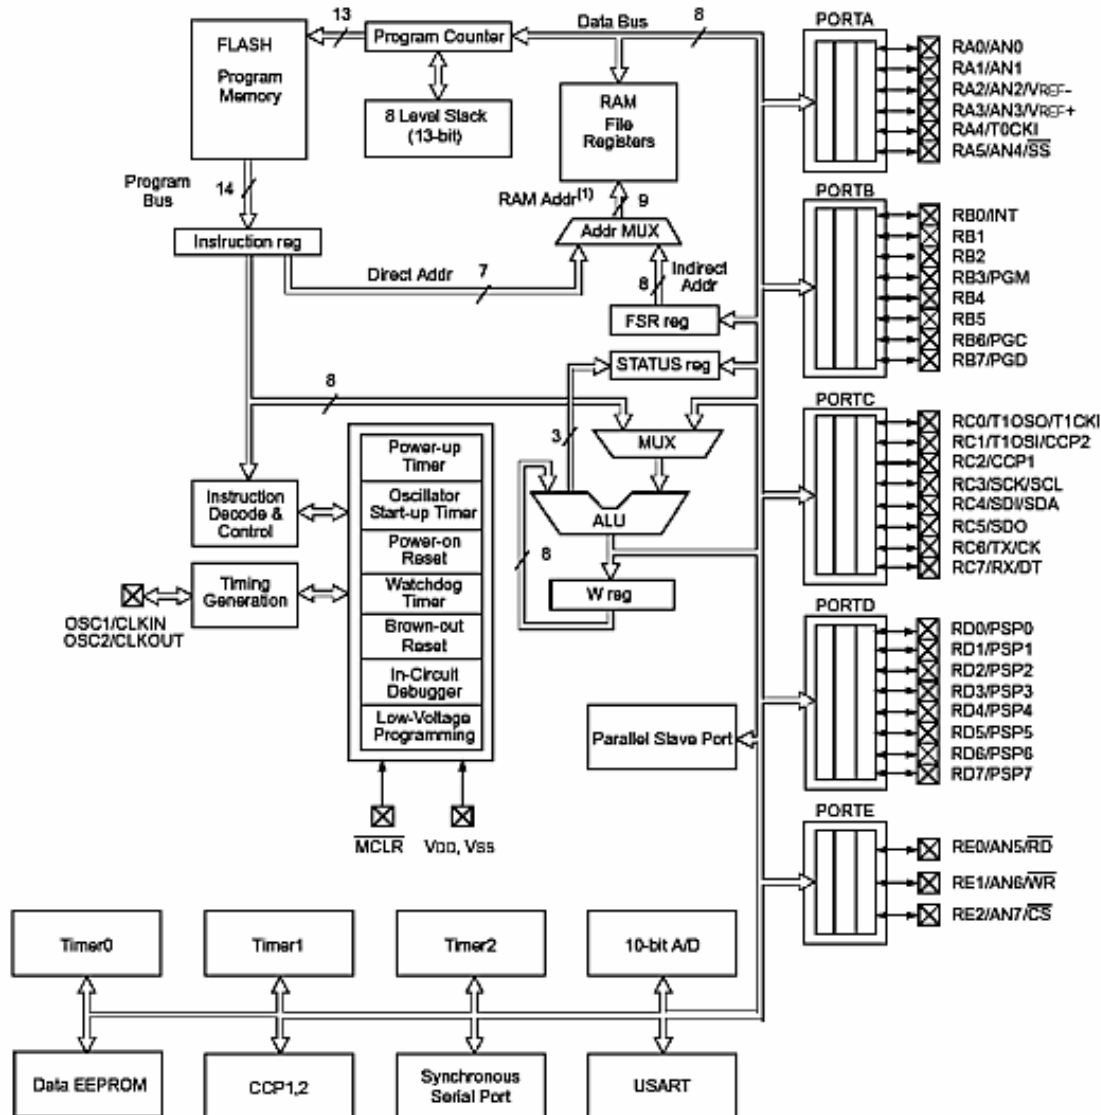 13
Data Bus
8
PORTA
FLASH
Program
Memory
Program Counter
8 Level Stack
(13-bit)
RAM
File
Registers
RA0/AN0
RA1/AN1
RA2/AN2/VREF-
RA3/AN3/VREF+
RA4/T0CKI
RA5/AN4/SS
Program
Bus
14
RAM Addr(1)
9
PORTB
Instruction reg
Addr MUX
RB0/INT
RB1
RB2
RB3/PGM
RB4
RB5
RB6/PGC
RB7/PGD
Direct Addr
7
8
Indirect
Addr
FSR reg
STATUS reg
8
3
MUX
PORTC
RC0/T1OSO/T1CKI
RC1/T1OSI/CCP2
RC2/CCP1
RC3/SCK/SCL
RC4/SDI/SDA
RC5/SDO
RC6/TX/CK
RC7/RX/DT
Power-up
Timer
Instruction
Decode &
Control
Oscillator
Start-up Timer
ALU
Power-on
Reset
8
Timing
Generation
Watchdog
Timer
W reg
OSC1/CLKIN
OSC2/CLKOUT
Brown-out
Reset
In-Circuit
Debugger
Low-Voltage
Programming
PORTD
RD0/PSP0
RD1/PSP1
RD2/PSP2
RD3/PSP3
RD4/PSP4
RD5/PSP5
RD6/PSP6
RD7/PSP7
Parallel Slave Port
MCLR
VDD, VSS
PORTE
RE0/AN5/RD
RE1/AN6/WR
RE2/AN7/CS
Timer0
Timer1
Timer2
10-bit A/D
Data EEPROM
CCP1,2
Synchronous
Serial Port
USART